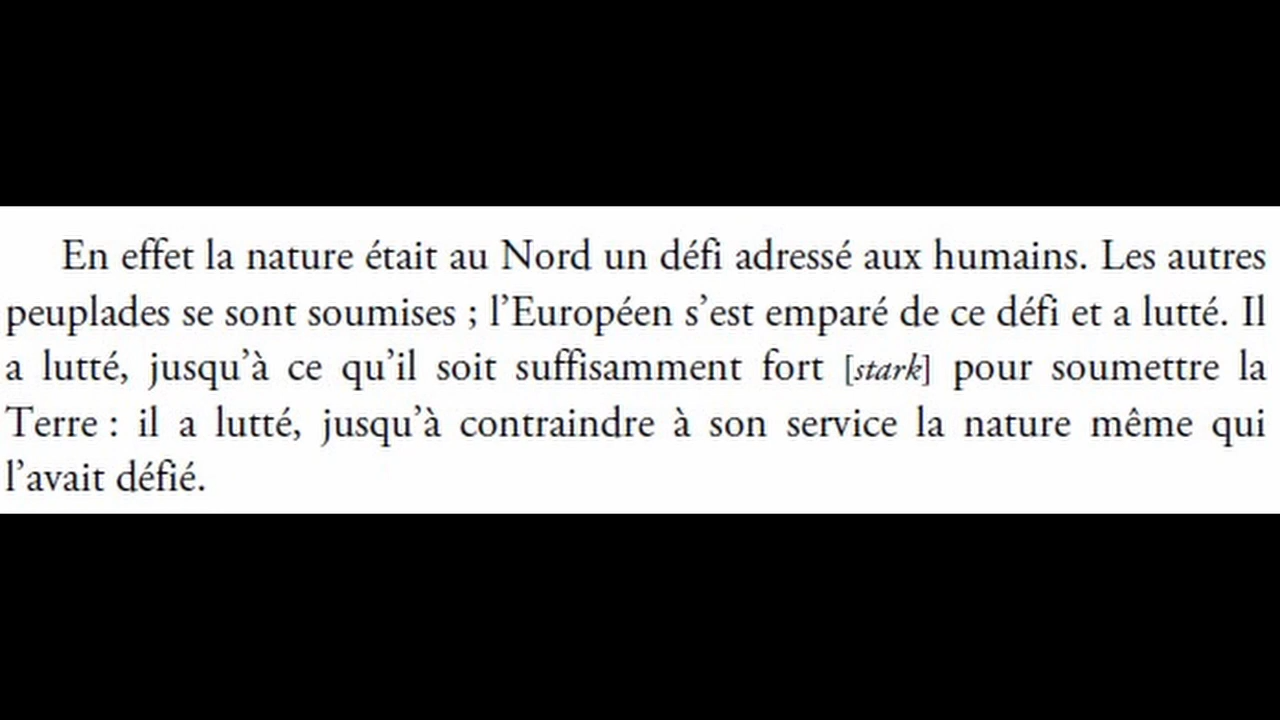 En effet la nature était au Nord un défi adressé aux humains. Les autres
peuplades se sont soumises ; l’Européen s’est emparé de ce défi et a lutté. Il
a lutté, jusqu’à ce qu’il soit suffisamment fort [stark] pour soumettre la
Terre : il a lutté, jusqu’à contraindre à son service la nature même qui
l’avait défié.